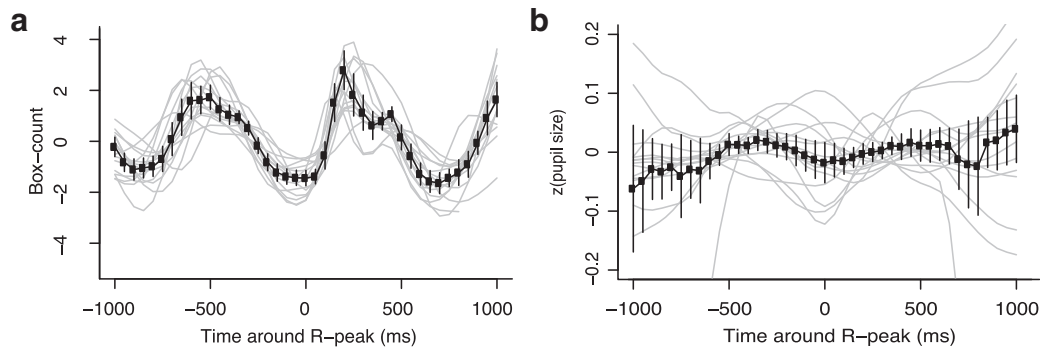 a
Box−count
4
2
0
−2
−4
−1000 −500 0 500 1000
Time around R−peak (ms)
b
z(pupil size)
0.2
0.1
0
−0.1
−0.2
−1000 −500 0 500 1000
Time around R−peak (ms)